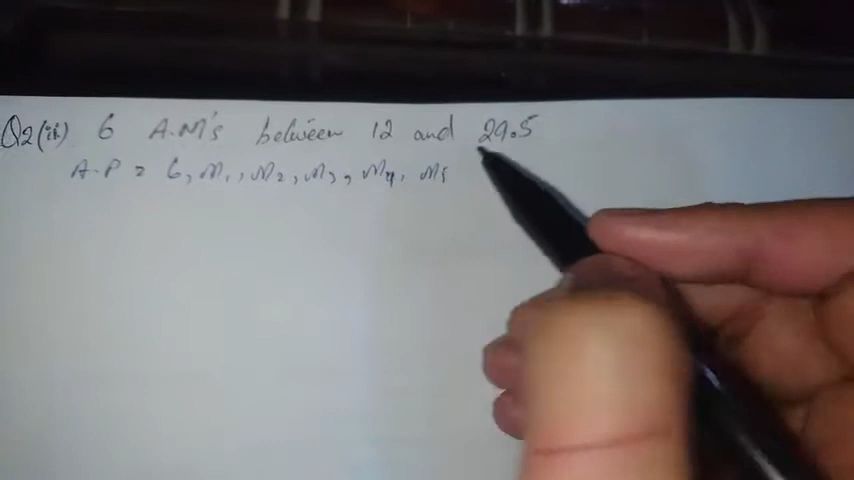 Q2(ii) 6 A.M's between 12 and 29.5
A.P = 6, M1, M2, M3, M4, M5